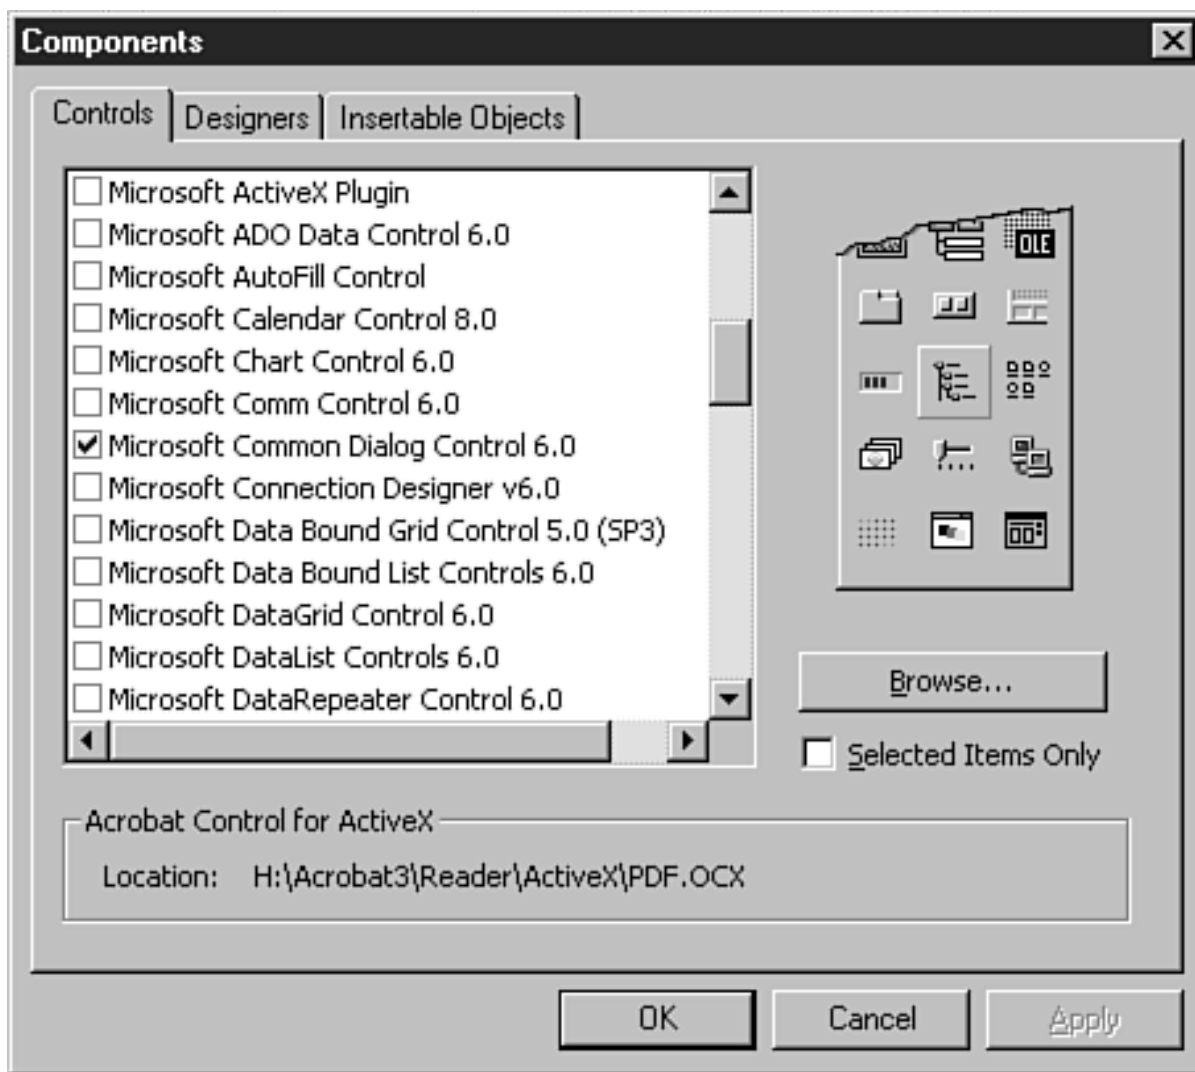 Components
Controls
Designers
Insertable Objects
Microsoft ActiveX Plugin
Microsoft ADO Data Control 6.0
Microsoft AutoFill Control
Microsoft Calendar Control 8.0
Microsoft Chart Control 6.0
Microsoft Comm Control 6.0
Microsoft Common Dialog Control 6.0
Microsoft Connection Designer v6.0
Microsoft Data Bound Grid Control 5.0 (SP3)
Microsoft Data Bound List Controls 6.0
Microsoft DataGrid Control 6.0
Microsoft DataList Controls 6.0
Microsoft DataRepeater Control 6.0
OLE
Browse...
Selected Items Only
Acrobat Control for ActiveX
Location: H:\Acrobat3\Reader\ActiveX\PDF.OCX
OK
Cancel
Apply